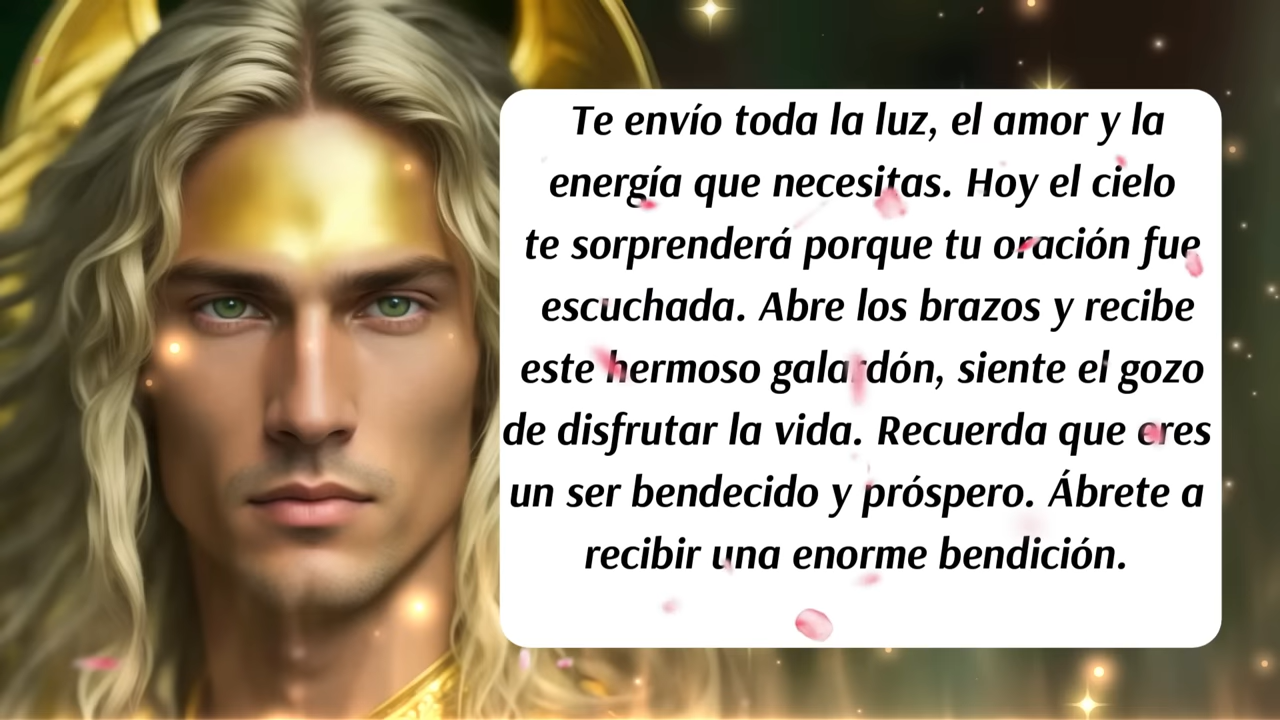 Te envío toda la luz, el amor y la
energía que necesitas. Hoy el cielo
te sorprenderá porque tu oración fue
escuchada. Abre los brazos y recibe
este hermoso galardón, siente el gozo
de disfrutar la vida. Recuerda que eres
un ser bendecido y próspero. Ábrete a
recibir una enorme bendición.